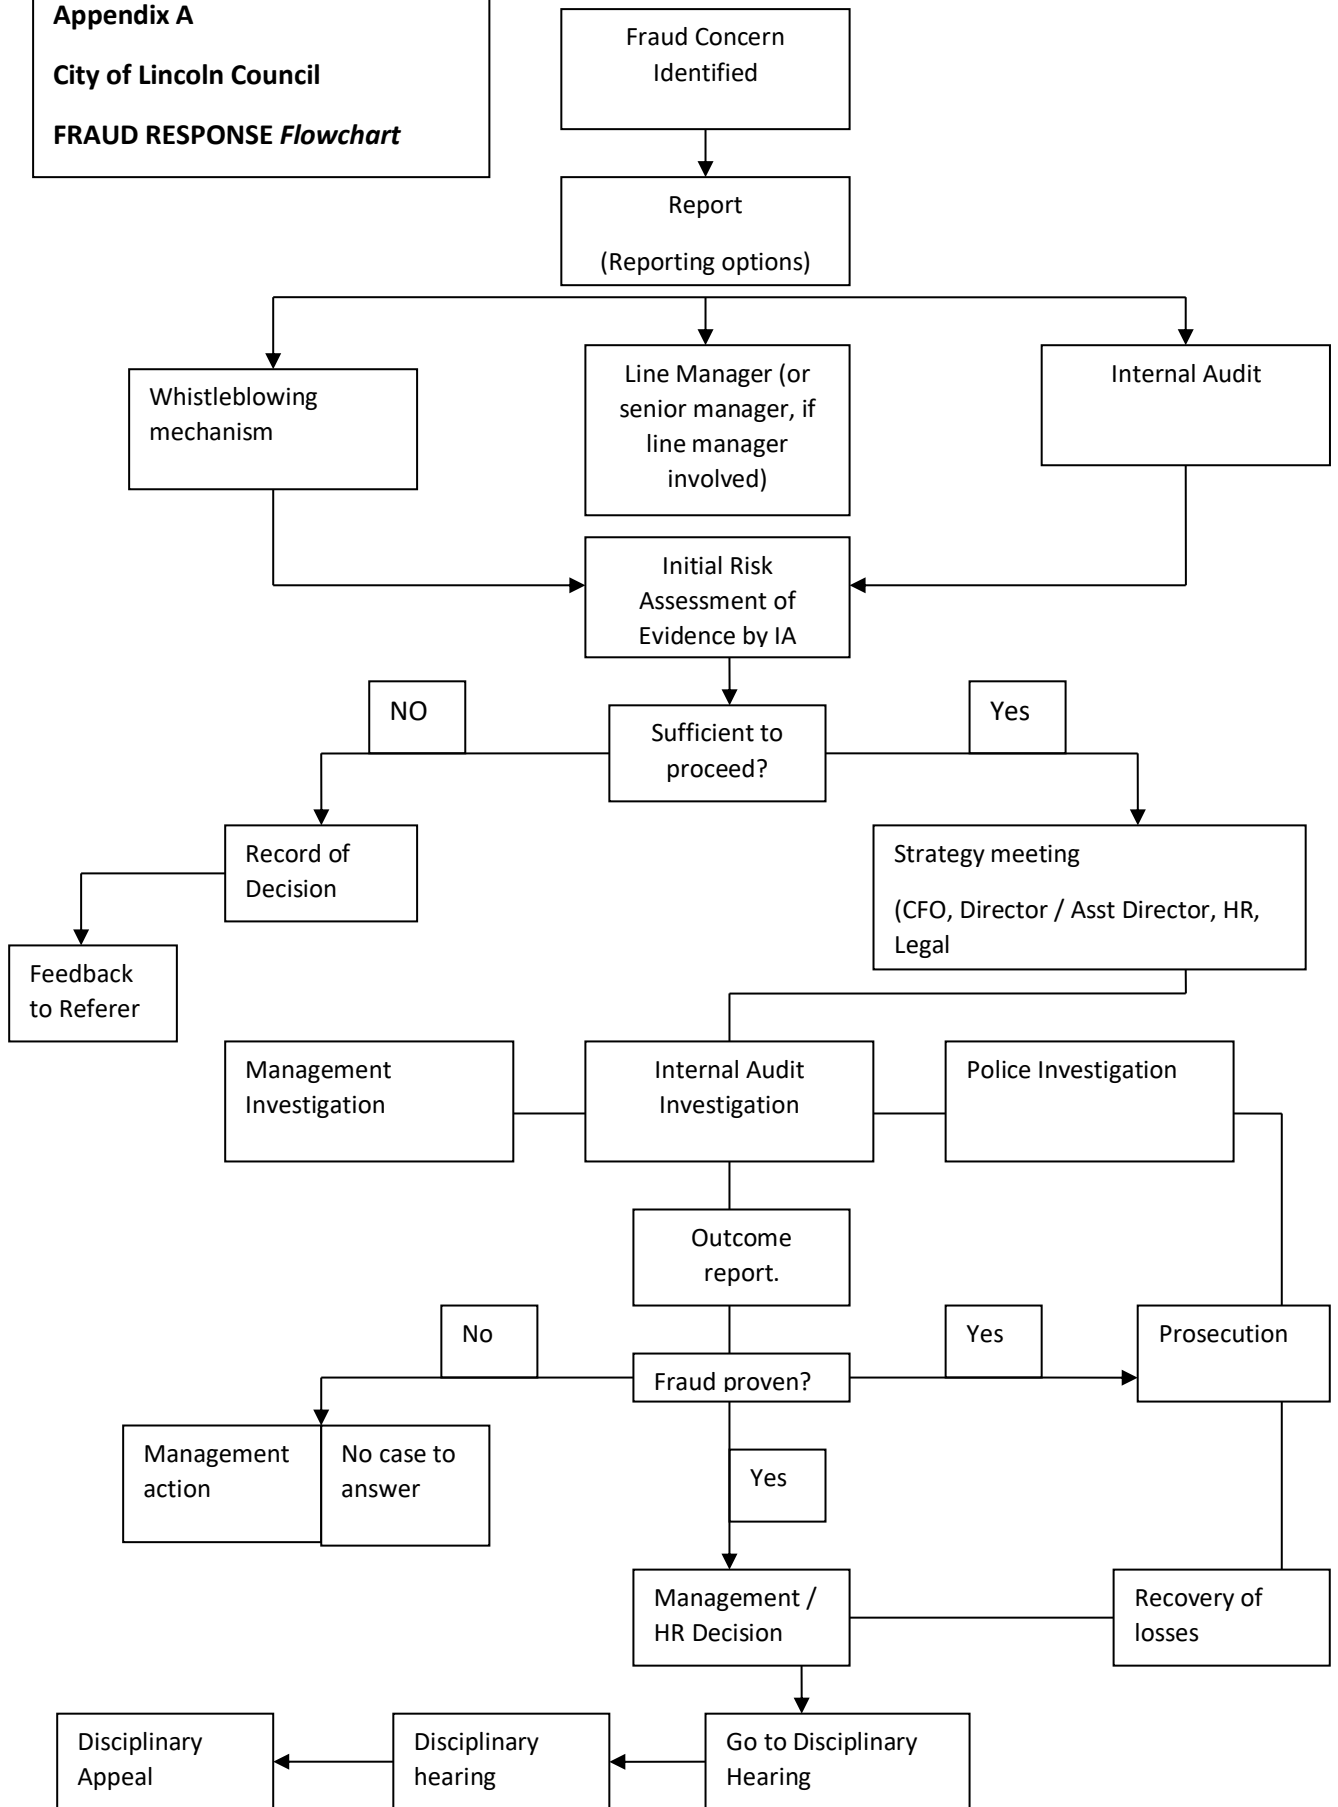 Appendix A
City of Lincoln Council
FRAUD RESPONSE Flowchart
Fraud Concern
Identified
Report
(Reporting options)
Whistleblowing
mechanism
Line Manager (or
senior manager, if
line manager
involved)
Internal Audit
Initial Risk
Assessment of
Evidence by IA
NO
Sufficient to
proceed?
Yes
Record of
Decision
Strategy meeting
(CFO, Director / Asst Director, HR,
Legal
Feedback
to Referer
Management
Investigation
Internal Audit
Investigation
Police Investigation
Outcome
report.
No
Yes
Prosecution
Fraud proven?
Management
action
No case to
answer
Yes
Management /
HR Decision
Recovery of
losses
Disciplinary
Appeal
Disciplinary
hearing
Go to Disciplinary
Hearing